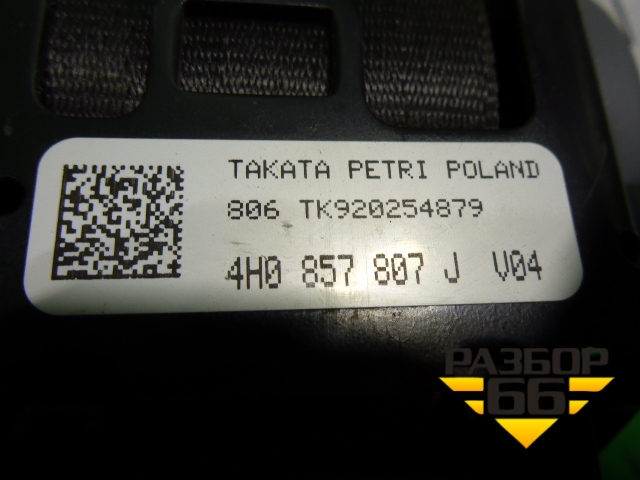 TAKATA PETRI POLAND
806 TK920254879
4H0 857 807 J V04
РАЗБОР
66